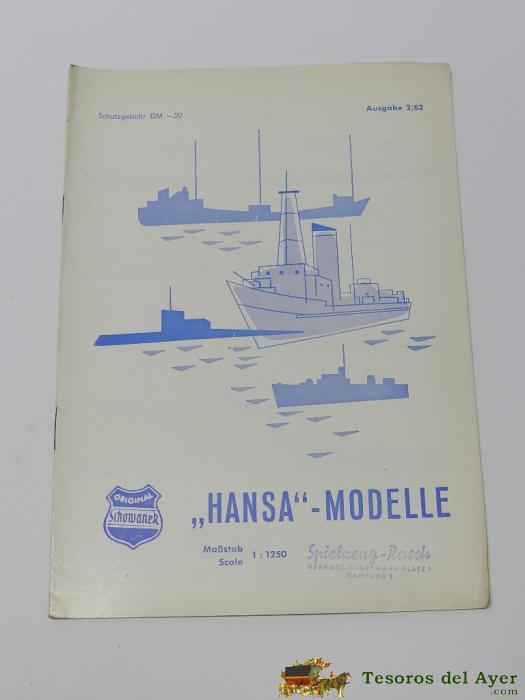 Schutzgebühr DM -,20
Ausgabe 2/62
ORIGINAL
Schowanek
„HANSA“-MODELLE
Maßstab
Scale
1 : 1250
Spielzeug-Rasch
GERHART-HAUPTMANN-PLATZ 1
HAMBURG 1
Tesoros del Ayer
.com